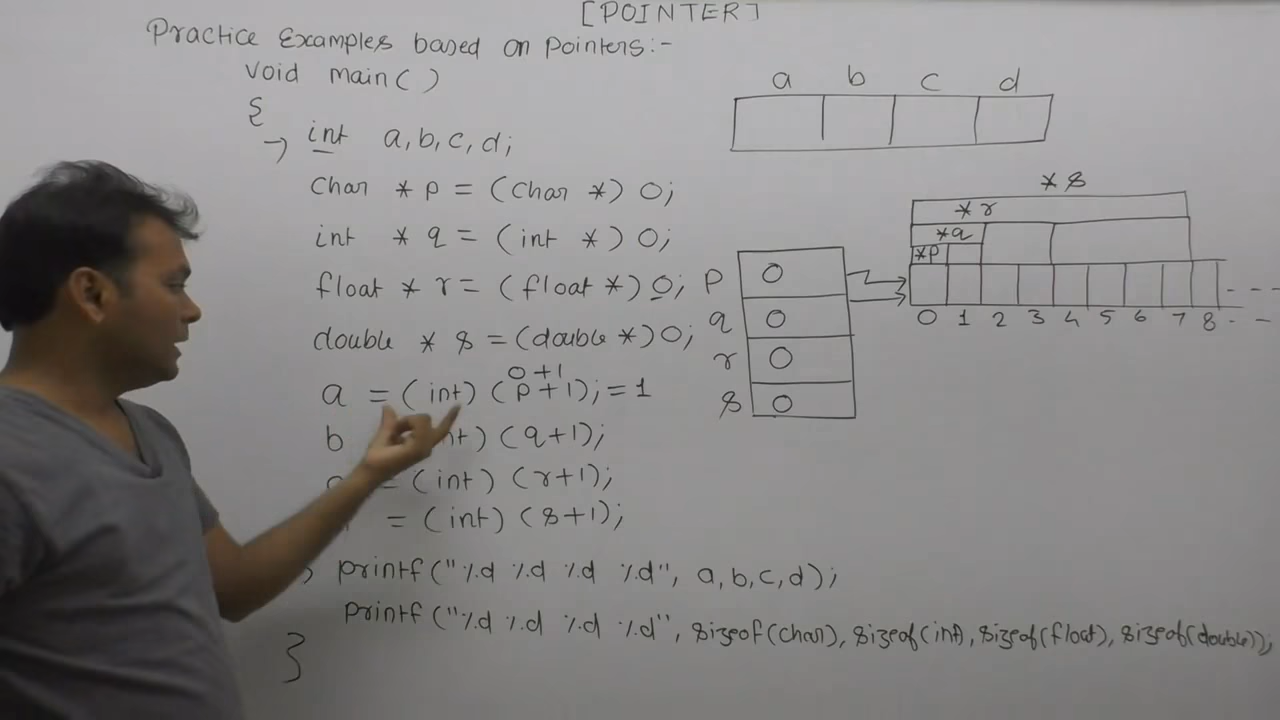 [POINTER]
Practice Examples based on Pointers:-
void main()
{
→ int a,b,c,d;
char *p = (char *) 0;
int *q = (int *) 0;
float *r = (float *) 0;
double *s = (double *) 0;
0+1
a = (int) (p+1); = 1
b nt) (q+1);
= (int) (r+1);
= (int) (s+1);
printf("%d %d %d %d", a,b,c,d);
printf("%d %d %d %d", sizeof(char), sizeof(int), sizeof(float), sizeof(double));
}
a b c d
*s
*r
*q
*p
0 1 2 3 4 5 6 7 8 - -
p 0
q 0
r 0
s 0